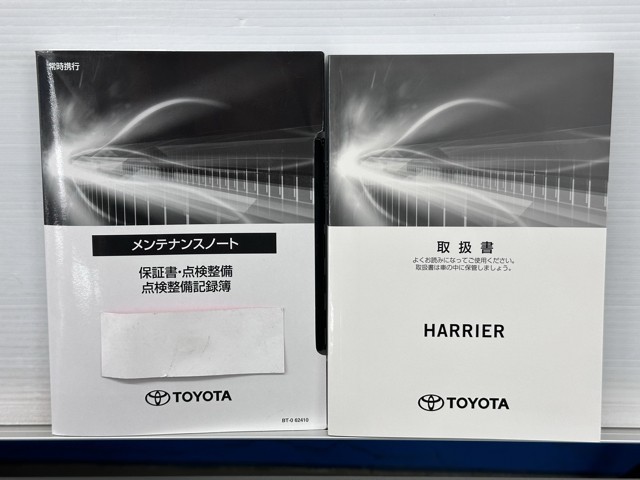 常時携行
メンテナンスノート
保証書・点検整備
点検整備記録簿
TOYOTA
BT-0 62410
取扱書
よくお読みになってご使用ください。
取扱書は車の中に保管しましょう。
HARRIER
TOYOTA